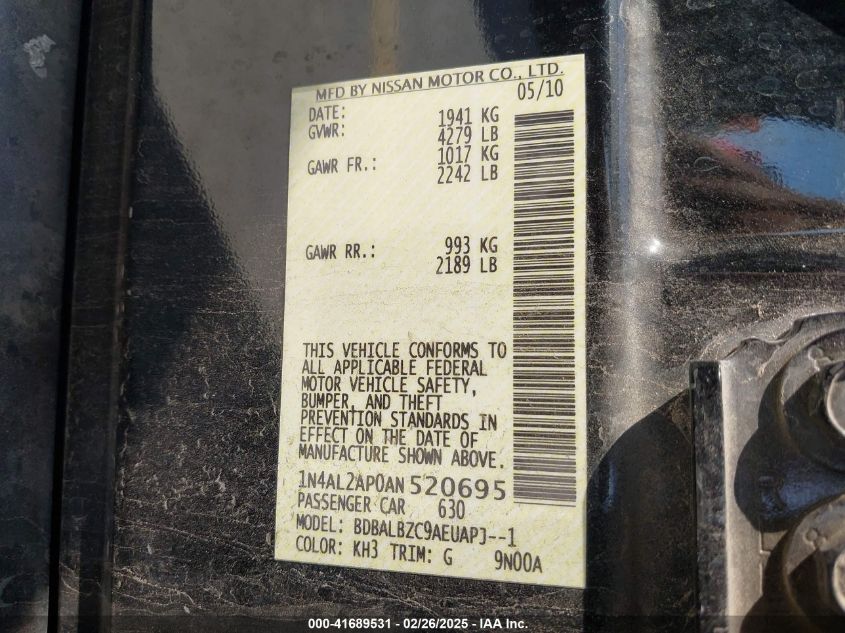 MFD BY NISSAN MOTOR CO., LTD.
DATE: 05/10
GVWR: 1941 KG
4279 LB
GAWR FR.: 1017 KG
2242 LB
GAWR RR.: 993 KG
2189 LB
THIS VEHICLE CONFORMS TO
ALL APPLICABLE FEDERAL
MOTOR VEHICLE SAFETY,
BUMPER, AND THEFT
PREVENTION STANDARDS IN
EFFECT ON THE DATE OF
MANUFACTURE SHOWN ABOVE.
1N4AL2AP0AN520695
PASSENGER CAR 630
MODEL: BDBALBZC9AEUAPJ--1
COLOR: KH3 TRIM: G 9N00A
000-41689531 - 02/26/2025 - IAA Inc.